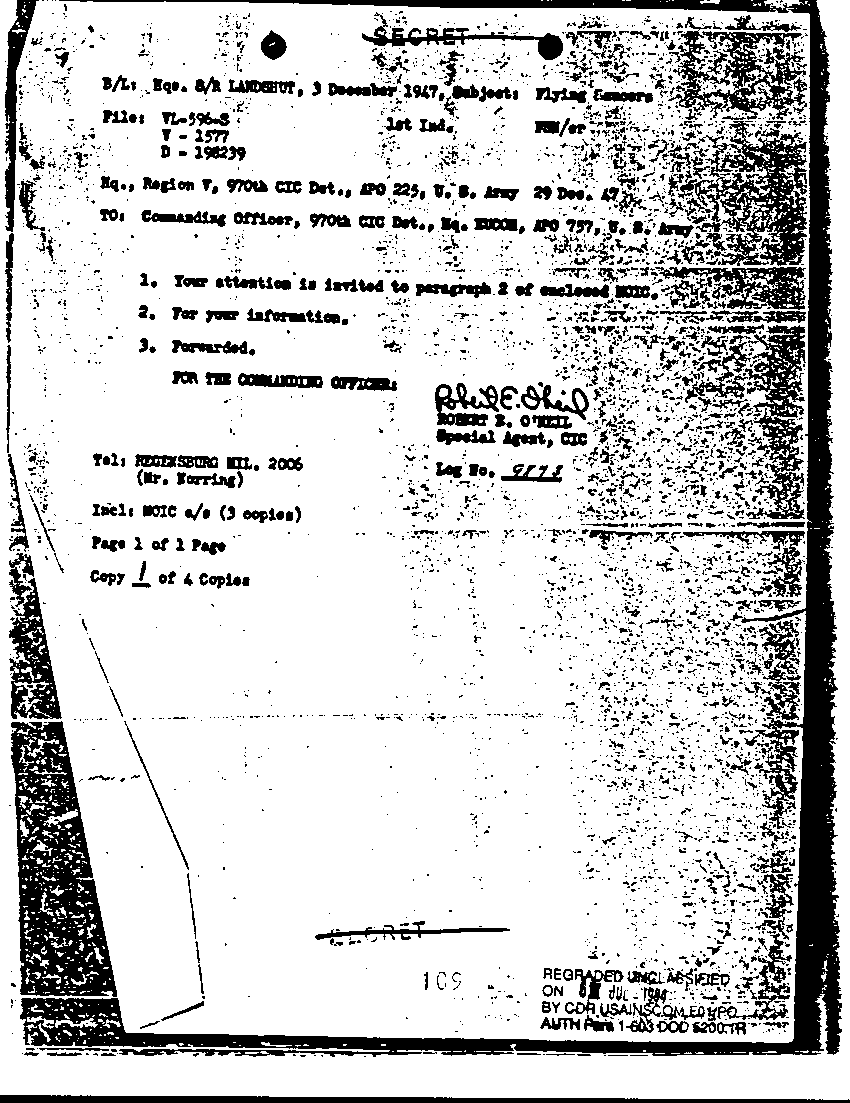 SECRET
B/L: Hqs. S/R LANDSHUT, 3 December 1947, Subject: Flying Saucers
File: VL-596-S 1st Ind.
V - 1577
D - 198239
Hq., Region V, 970th CIC Det., APO 225, U. S. Army 29 Dec. 47
TO: Commanding Officer, 970th CIC Det., Hq. EUCOM, APO 757, U. S. Army
1. Your attention is invited to paragraph 2 of enclosed MOIC.
2. For your information.
3. Forwarded.
FOR THE COMMANDING OFFICER:
Robert E. O'Neil
ROBERT E. O'NEIL
Special Agent, CIC
Log No. 9873
Tel: REGENSBURG MIL. 2006
(Mr. Norring)
Incl: MOIC a/s (3 copies)
Page 1 of 1 Page
Copy 1 of 4 Copies
SECRET
109
REGRADED UNCLASSIFIED
ON JUL 1994
BY CDR USAINSCOM FOI/PO
AUTH Para 1-603 DOD 5200.1R